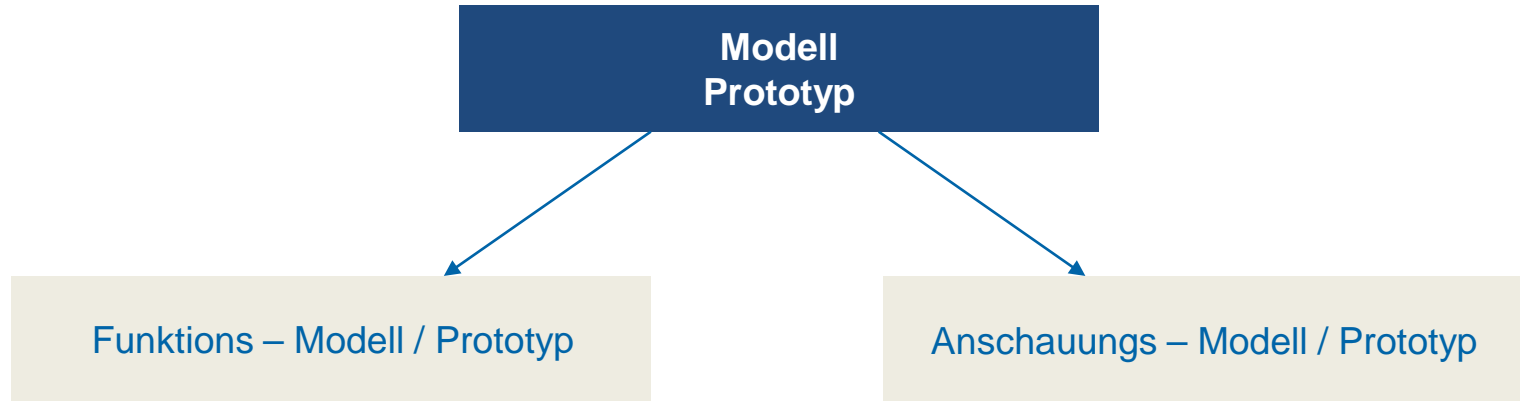 Modell
Prototyp
Funktions – Modell / Prototyp
Anschauungs – Modell / Prototyp